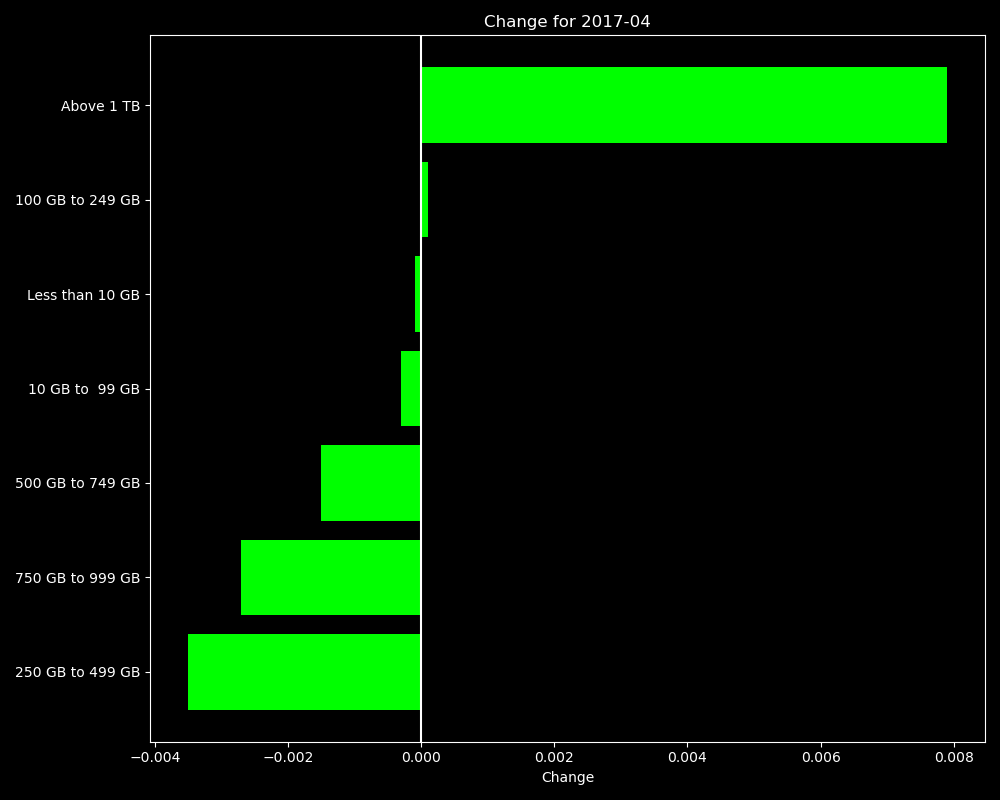 Change for 2017-04
Above 1 TB
100 GB to 249 GB
Less than 10 GB
10 GB to  99 GB
500 GB to 749 GB
750 GB to 999 GB
250 GB to 499 GB
−0.004 −0.002 0.000 0.002 0.004 0.006 0.008
Change